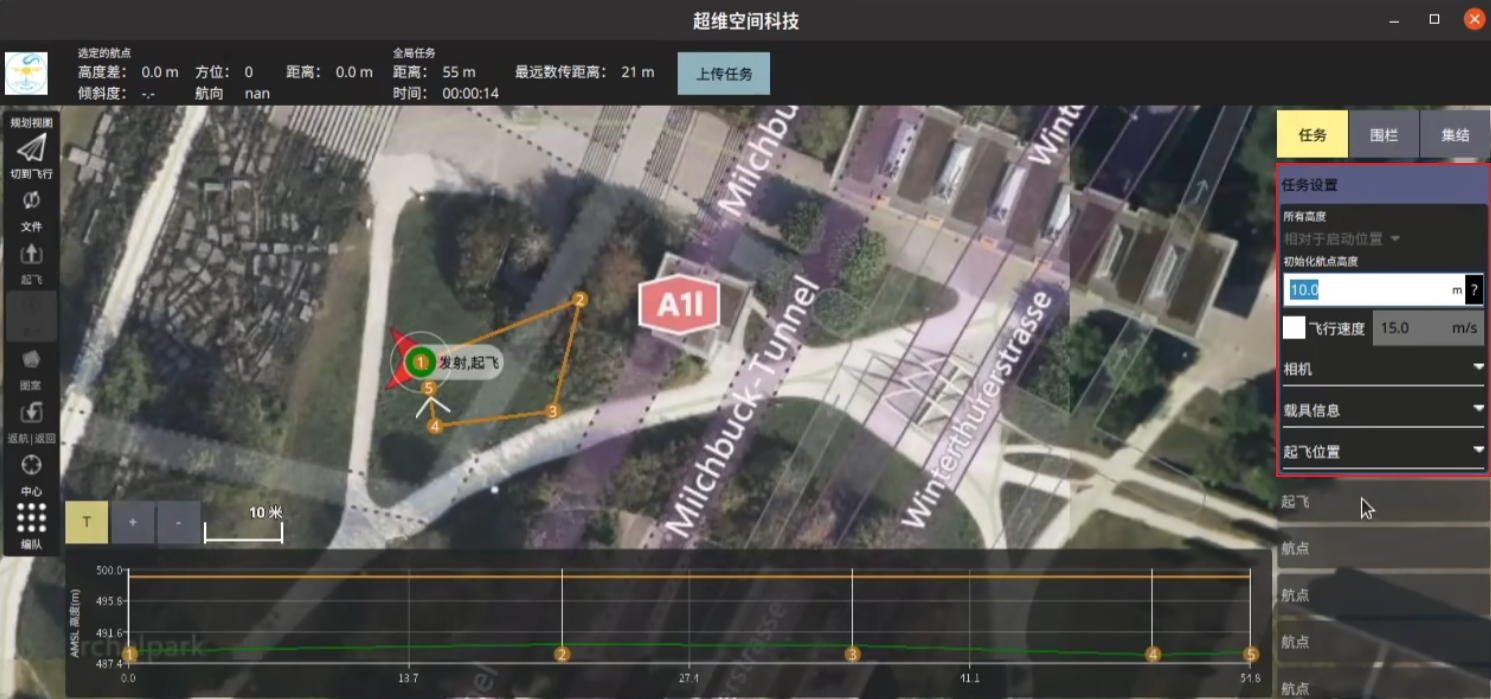 超维空间科技
选定的航点
高度差： 0.0 m 方位： 0 距离： 0.0 m
倾斜度： -.- 航向 nan
全局任务
距离： 55 m 最远数传距离： 21 m
时间： 00:00:14
上传任务
规划视图
切到飞行
文件
起飞
图案
返航|返回
中心
编队
Milchbu
Wint
A1l
Milchbuck-Tunnel
Winterthurerstrasse
2
1 发射,起飞
5
3
4
10 米
T + -
任务 围栏 集结
任务设置
所有高度
相对于启动位置
初始化航点高度
10.0 m ?
飞行速度 15.0 m/s
相机
载具信息
起飞位置
起飞
航点
航点
航点
航点
AMSL 高度(m)
500.0
495.8
491.6
487.4
rchelpark
strasse
1 2 3 4 5
0.0 13.7 27.4 41.1 54.8